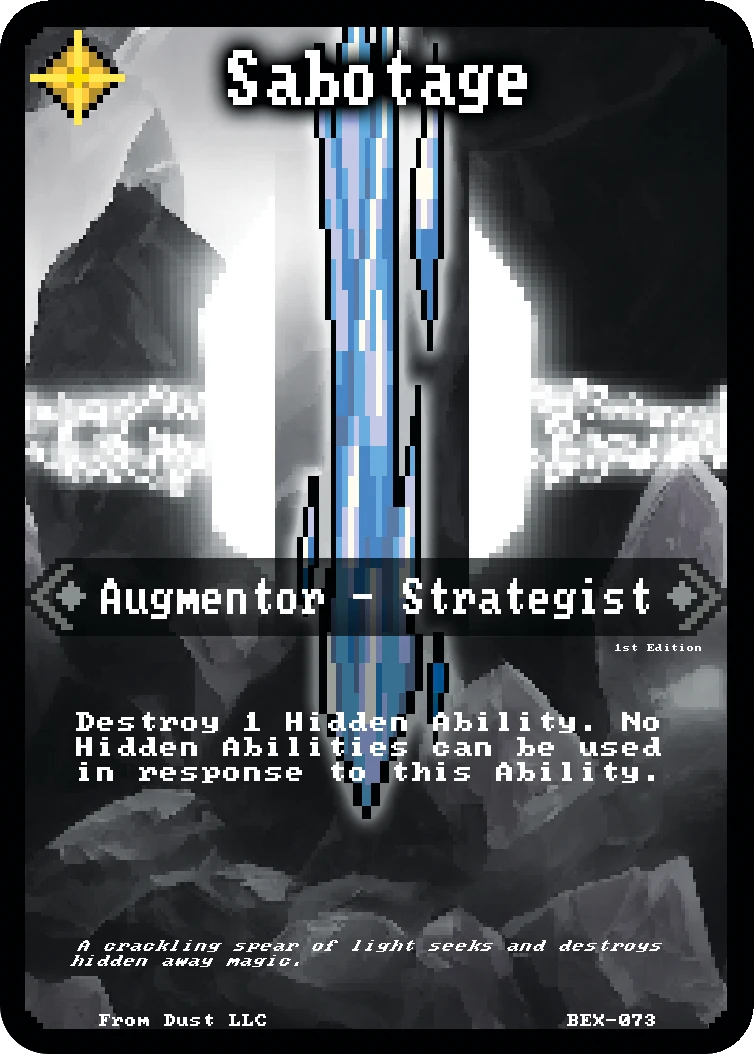 Sabotage
Augmentor - Strategist
1st Edition
Destroy 1 Hidden Ability. No
Hidden Abilities can be used
in response to this Ability.
A crackling spear of light seeks and destroys
hidden away magic.
From Dust LLC
BEX-073